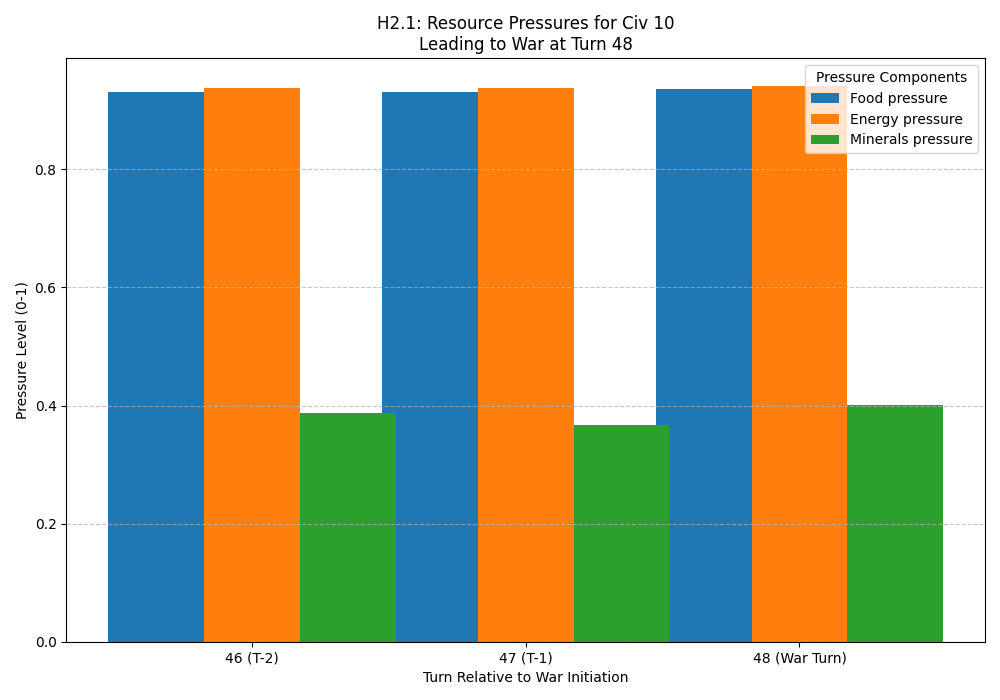 H2.1: Resource Pressures for Civ 10
Leading to War at Turn 48
Pressure Components
Food pressure
Energy pressure
Minerals pressure
Pressure Level (0-1)
0.8
0.6
0.4
0.2
0.0
46 (T-2)
47 (T-1)
48 (War Turn)
Turn Relative to War Initiation